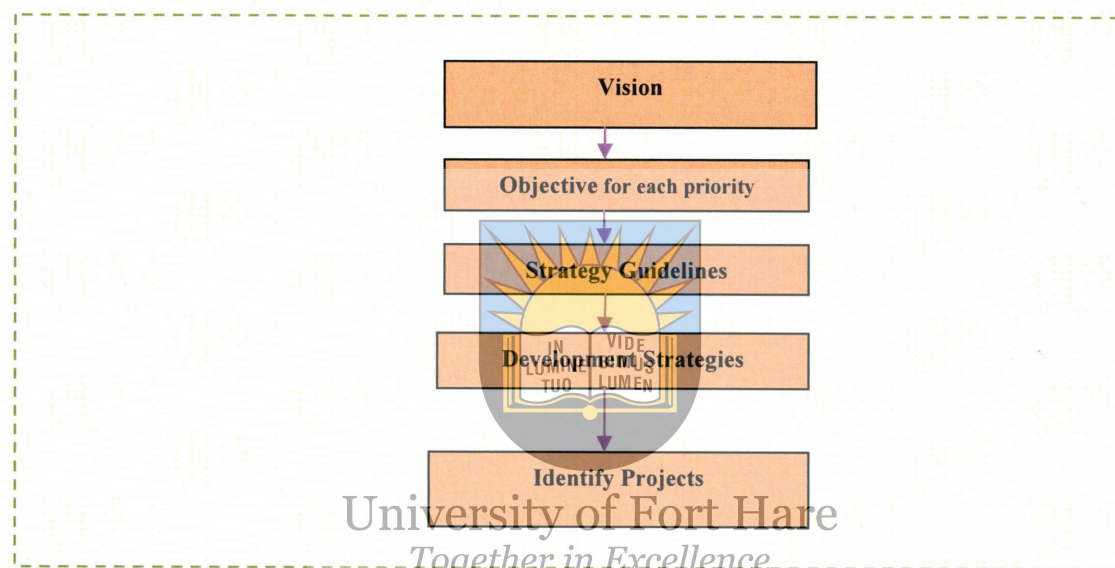 Vision
Objective for each priority
Strategy Guidelines
Development Strategies
IN
LUMINE
TUO
VIDE
LUMEN
Identify Projects
University of Fort Hare
Together in Excellence